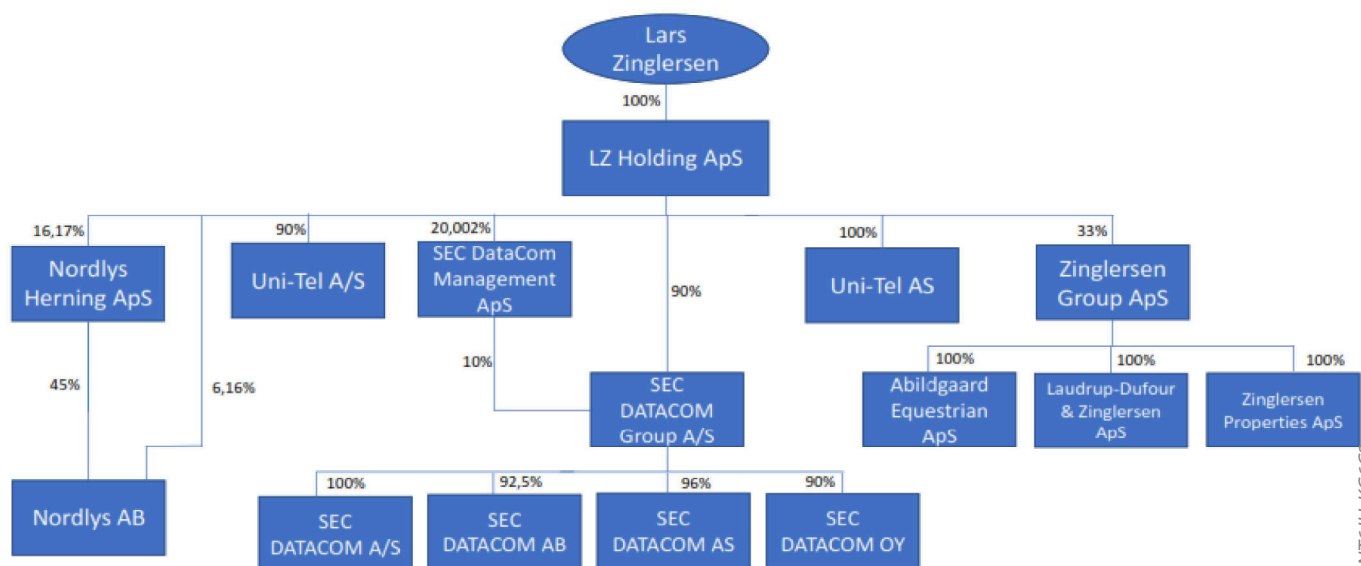 Lars
Zinglersen
100%
LZ Holding ApS
16,17%
90%
20,002%
100%
33%
Nordlys
Herning ApS
Uni-Tel A/S
SEC DataCom
Management
ApS
90%
Uni-Tel AS
Zinglersen
Group ApS
45%
6,16%
10%
100%
100%
100%
SEC
DATACOM
Group A/S
Abildgaard
Equestrian
ApS
Laudrup-Dufour
& Zinglersen
ApS
Zinglersen
Properties ApS
100%
92,5%
96%
90%
Nordlys AB
SEC
DATACOM A/S
SEC
DATACOM AB
SEC
DATACOM AS
SEC
DATACOM OY